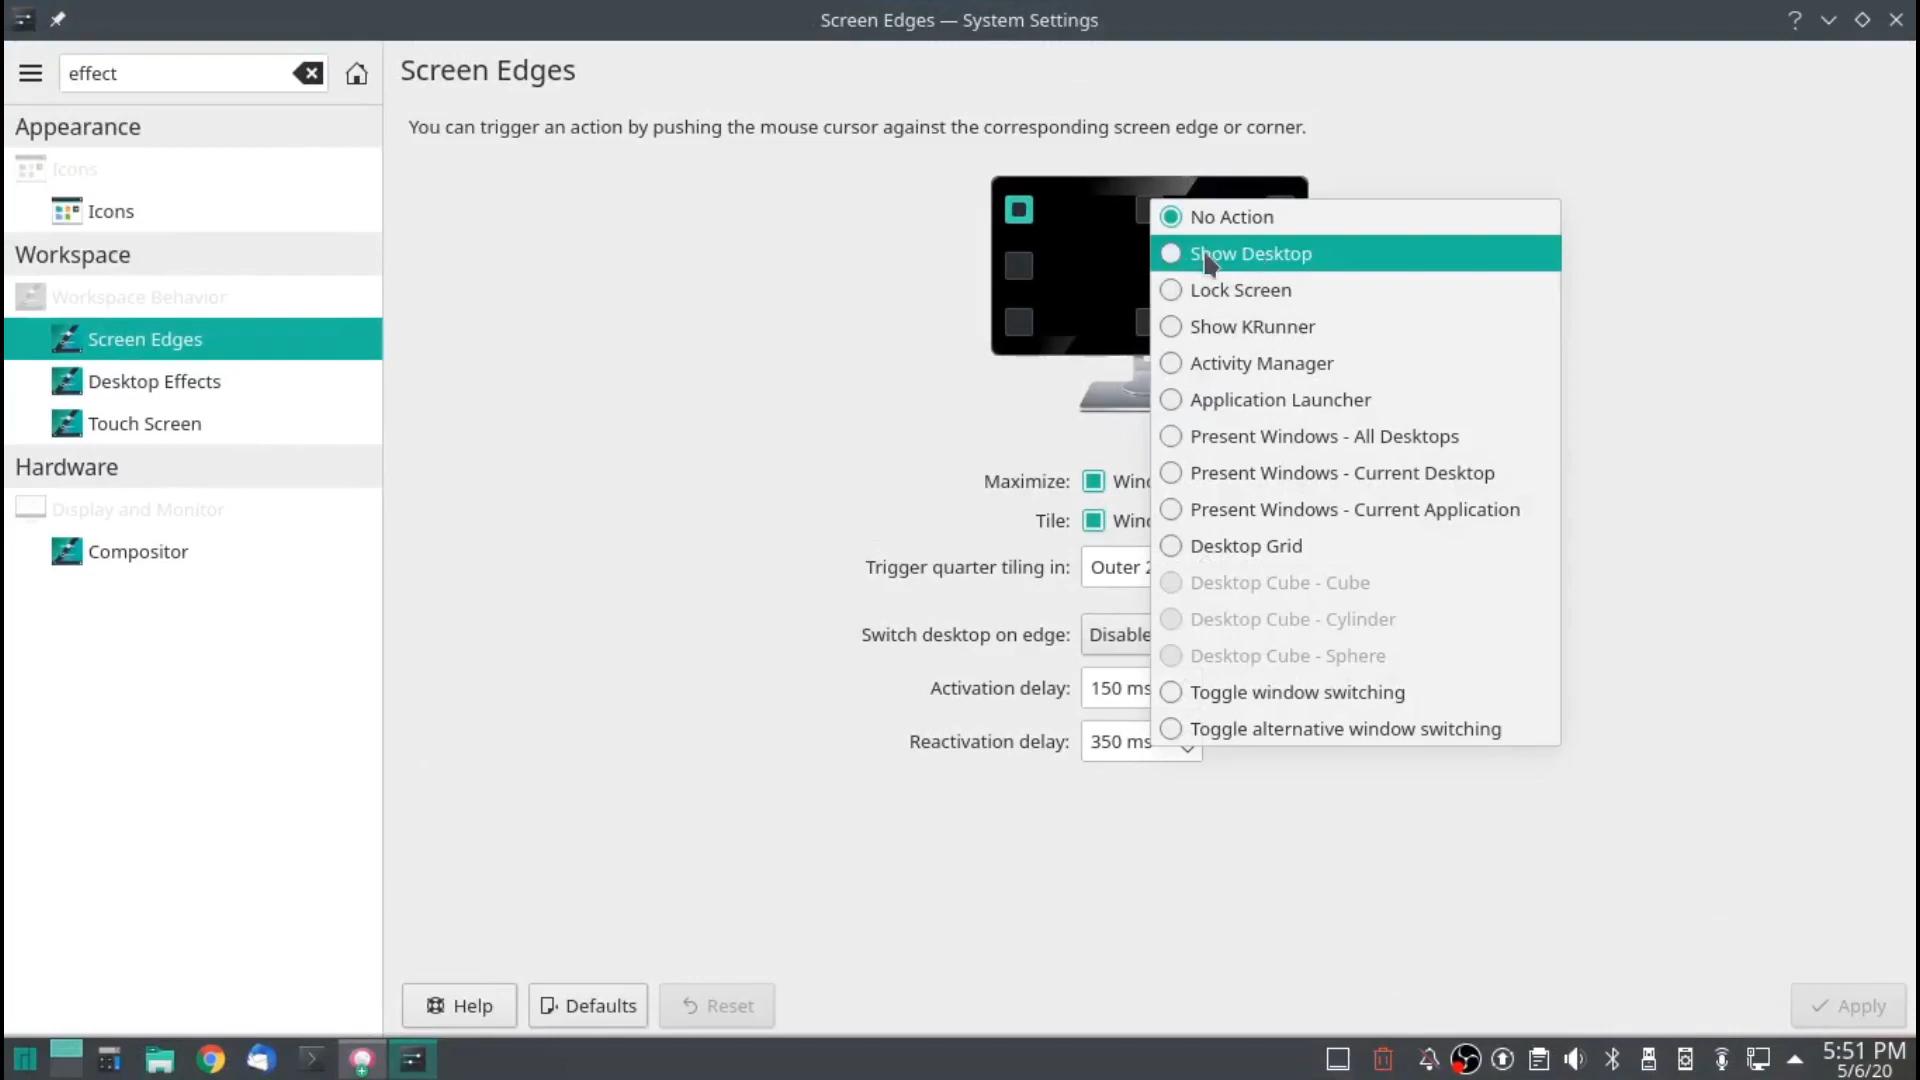 Screen Edges — System Settings
effect
Screen Edges
Appearance
You can trigger an action by pushing the mouse cursor against the corresponding screen edge or corner.
Icons
Icons
Workspace
Workspace Behavior
Screen Edges
Desktop Effects
Touch Screen
Hardware
Display and Monitor
Compositor
No Action
Show Desktop
Lock Screen
Show KRunner
Activity Manager
Application Launcher
Present Windows - All Desktops
Present Windows - Current Desktop
Present Windows - Current Application
Desktop Grid
Desktop Cube - Cube
Desktop Cube - Cylinder
Desktop Cube - Sphere
Toggle window switching
Toggle alternative window switching
Maximize: Wind
Tile: Wind
Trigger quarter tiling in: Outer 2
Switch desktop on edge: Disable
Activation delay: 150 ms
Reactivation delay: 350 ms
Help
Defaults
Reset
Apply
5:51 PM
5/6/20